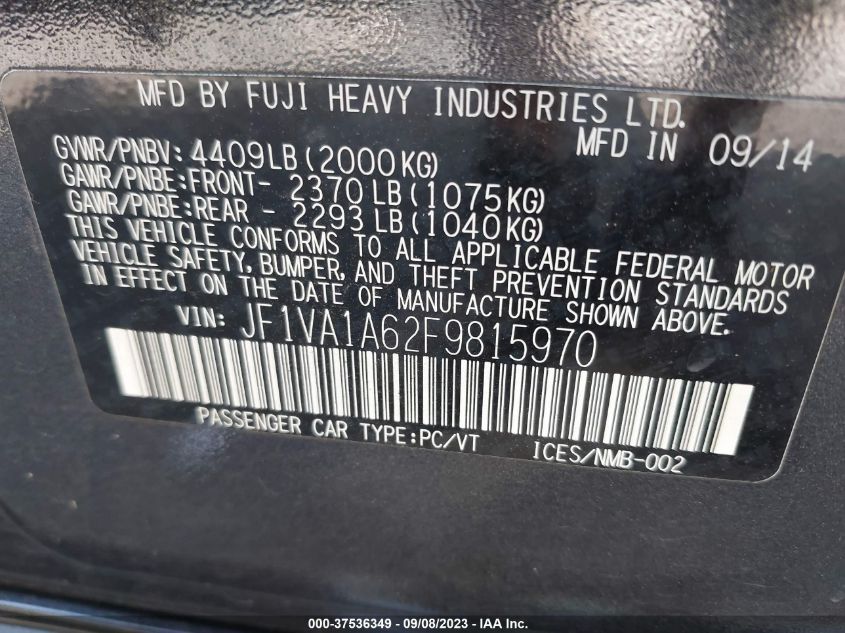 MFD BY FUJI HEAVY INDUSTRIES LTD.
MFD IN 09/14
GVWR/PNBV: 4409LB (2000KG)
GAWR/PNBE:FRONT- 2370 LB (1075KG)
GAWR/PNBE:REAR - 2293 LB (1040KG)
THIS VEHICLE CONFORMS TO ALL APPLICABLE FEDERAL MOTOR
VEHICLE SAFETY, BUMPER, AND THEFT PREVENTION STANDARDS
IN EFFECT ON THE DATE OF MANUFACTURE SHOWN ABOVE.
VIN: JF1VA1A62F9815970
PASSENGER CAR TYPE:PC/VT
ICES/NMB-002
000-37536349 - 09/08/2023 - IAA Inc.